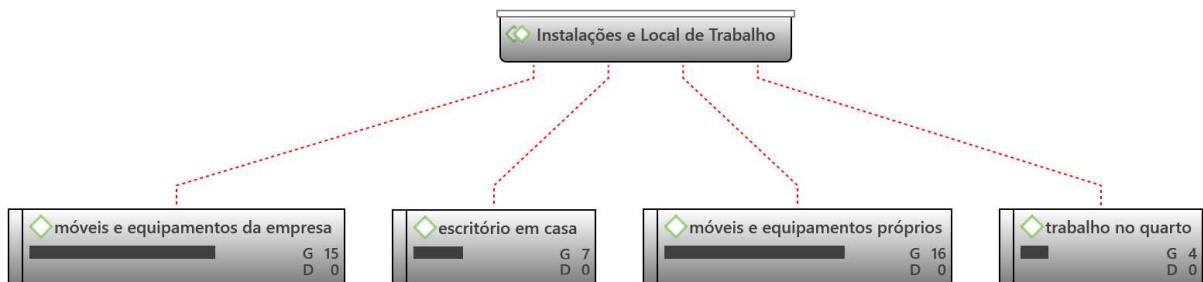 Instalações e Local de Trabalho
móveis e equipamentos da empresa
G 15
D 0
escritório em casa
G 7
D 0
móveis e equipamentos próprios
G 16
D 0
trabalho no quarto
G 4
D 0